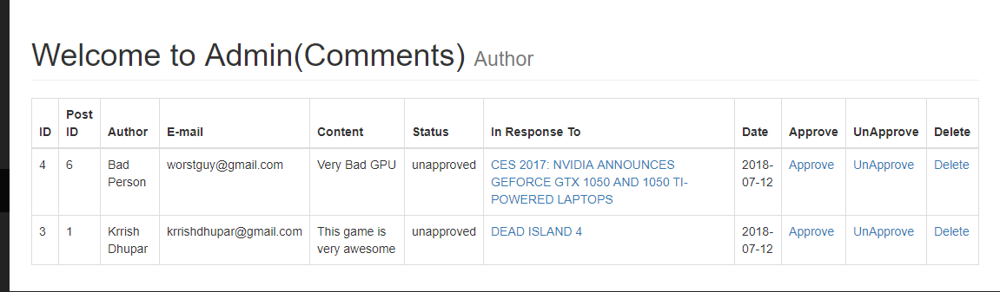 Welcome to Admin(Comments) Author
ID Post ID Author E-mail Content Status In Response To Date Approve UnApprove Delete
4 6 Bad Person worstguy@gmail.com Very Bad GPU unapproved CES 2017: NVIDIA ANNOUNCES GEFORCE GTX 1050 AND 1050 TI-POWERED LAPTOPS 2018-07-12 Approve UnApprove Delete
3 1 Krrish Dhupar krrishdhupar@gmail.com This game is very awesome unapproved DEAD ISLAND 4 2018-07-12 Approve UnApprove Delete